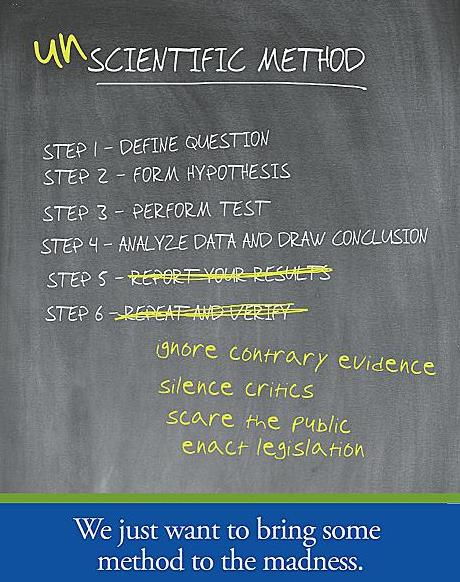 un SCIENTIFIC METHOD
STEP 1 - DEFINE QUESTION
STEP 2 - FORM HYPOTHESIS
STEP 3 - PERFORM TEST
STEP 4 - ANALYZE DATA AND DRAW CONCLUSION
STEP 5 - REPORT YOUR RESULTS
STEP 6 - REPEAT AND VERIFY
ignore contrary evidence
silence critics
scare the public
enact legislation
We just want to bring some
method to the madness.